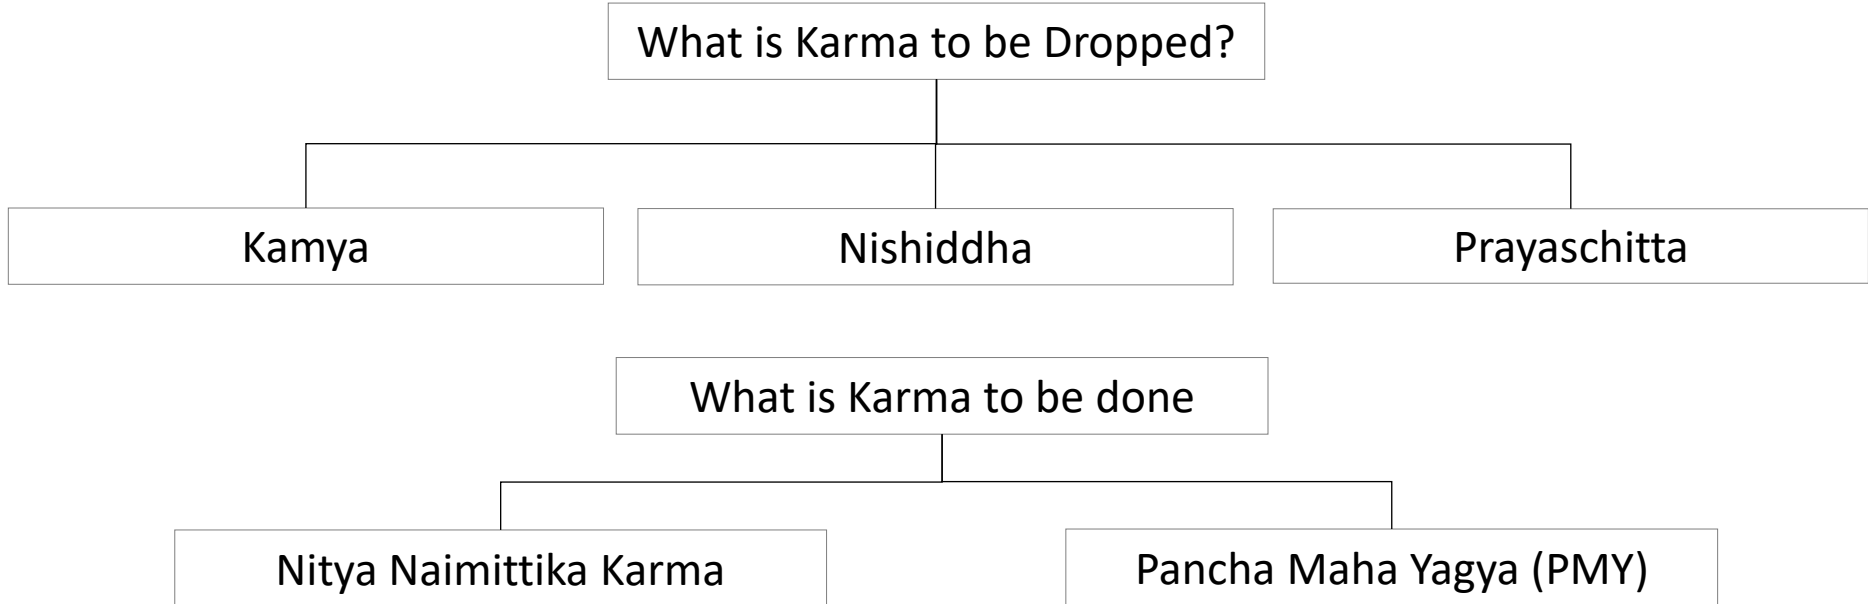 What is Karma to be Dropped?
Kamya
Nishiddha
Prayaschitta
What is Karma to be done
Nitya Naimittika Karma
Pancha Maha Yagya (PMY)